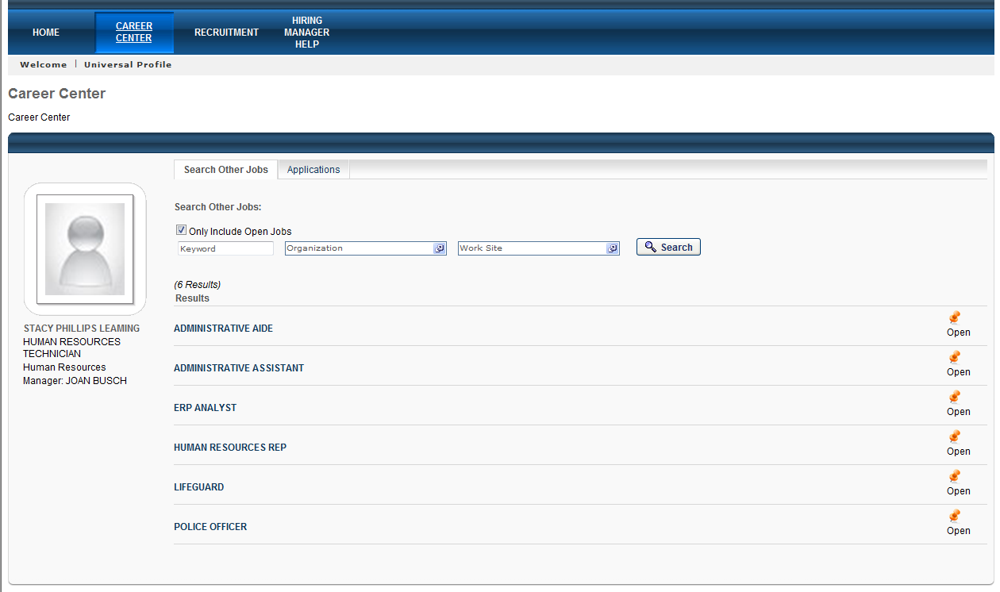 HOME
CAREER
CENTER
RECRUITMENT
HIRING
MANAGER
HELP
Welcome | Universal Profile
Career Center
Career Center
Search Other Jobs
Applications
STACY PHILLIPS LEAMING
HUMAN RESOURCES
TECHNICIAN
Human Resources
Manager: JOAN BUSCH
Search Other Jobs:
Only Include Open Jobs
Keyword
Organization
Work Site
Search
(6 Results)
Results
ADMINISTRATIVE AIDE
Open
ADMINISTRATIVE ASSISTANT
Open
ERP ANALYST
Open
HUMAN RESOURCES REP
Open
LIFEGUARD
Open
POLICE OFFICER
Open